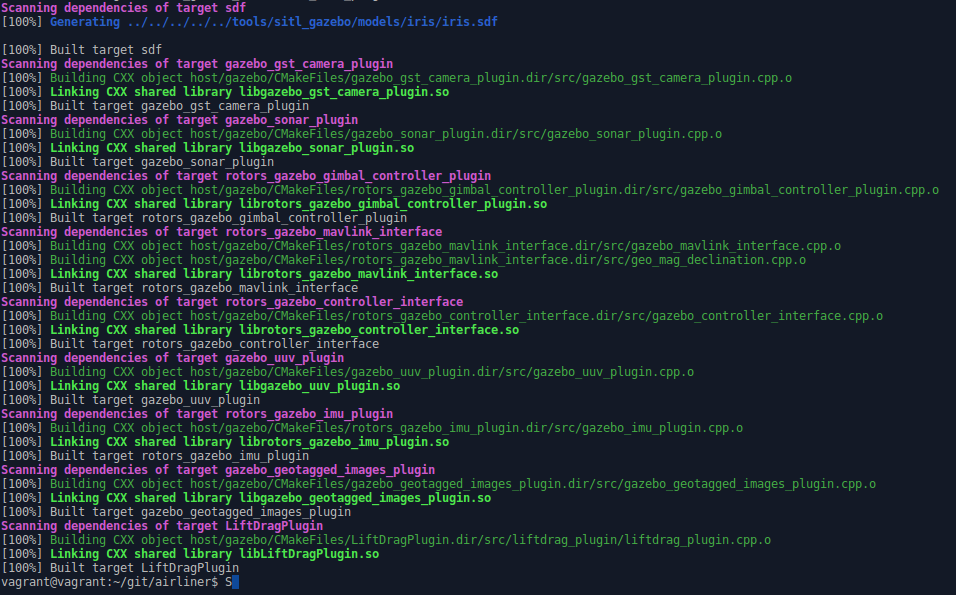 Scanning dependencies of target sdf
[100%] Generating ../../../../../tools/sitl_gazebo/models/iris/iris.sdf
[100%] Built target sdf
Scanning dependencies of target gazebo_gst_camera_plugin
[100%] Building CXX object host/gazebo/CMakeFiles/gazebo_gst_camera_plugin.dir/src/gazebo_gst_camera_plugin.cpp.o
[100%] Linking CXX shared library libgazebo_gst_camera_plugin.so
[100%] Built target gazebo_gst_camera_plugin
Scanning dependencies of target gazebo_sonar_plugin
[100%] Building CXX object host/gazebo/CMakeFiles/gazebo_sonar_plugin.dir/src/gazebo_sonar_plugin.cpp.o
[100%] Linking CXX shared library libgazebo_sonar_plugin.so
[100%] Built target gazebo_sonar_plugin
Scanning dependencies of target rotors_gazebo_gimbal_controller_plugin
[100%] Building CXX object host/gazebo/CMakeFiles/rotors_gazebo_gimbal_controller_plugin.dir/src/gazebo_gimbal_controller_plugin.cpp.o
[100%] Linking CXX shared library librotors_gazebo_gimbal_controller_plugin.so
[100%] Built target rotors_gazebo_gimbal_controller_plugin
Scanning dependencies of target rotors_gazebo_mavlink_interface
[100%] Building CXX object host/gazebo/CMakeFiles/rotors_gazebo_mavlink_interface.dir/src/gazebo_mavlink_interface.cpp.o
[100%] Building CXX object host/gazebo/CMakeFiles/rotors_gazebo_mavlink_interface.dir/src/geo_mag_declination.cpp.o
[100%] Linking CXX shared library librotors_gazebo_mavlink_interface.so
[100%] Built target rotors_gazebo_mavlink_interface
Scanning dependencies of target rotors_gazebo_controller_interface
[100%] Building CXX object host/gazebo/CMakeFiles/rotors_gazebo_controller_interface.dir/src/gazebo_controller_interface.cpp.o
[100%] Linking CXX shared library librotors_gazebo_controller_interface.so
[100%] Built target rotors_gazebo_controller_interface
Scanning dependencies of target gazebo_uuv_plugin
[100%] Building CXX object host/gazebo/CMakeFiles/gazebo_uuv_plugin.dir/src/gazebo_uuv_plugin.cpp.o
[100%] Linking CXX shared library libgazebo_uuv_plugin.so
[100%] Built target gazebo_uuv_plugin
Scanning dependencies of target rotors_gazebo_imu_plugin
[100%] Building CXX object host/gazebo/CMakeFiles/rotors_gazebo_imu_plugin.dir/src/gazebo_imu_plugin.cpp.o
[100%] Linking CXX shared library librotors_gazebo_imu_plugin.so
[100%] Built target rotors_gazebo_imu_plugin
Scanning dependencies of target gazebo_geotagged_images_plugin
[100%] Building CXX object host/gazebo/CMakeFiles/gazebo_geotagged_images_plugin.dir/src/gazebo_geotagged_images_plugin.cpp.o
[100%] Linking CXX shared library libgazebo_geotagged_images_plugin.so
[100%] Built target gazebo_geotagged_images_plugin
Scanning dependencies of target LiftDragPlugin
[100%] Building CXX object host/gazebo/CMakeFiles/LiftDragPlugin.dir/src/liftdrag_plugin/liftdrag_plugin.cpp.o
[100%] Linking CXX shared library libLiftDragPlugin.so
[100%] Built target LiftDragPlugin
vagrant@vagrant:~/git/airliner$ S